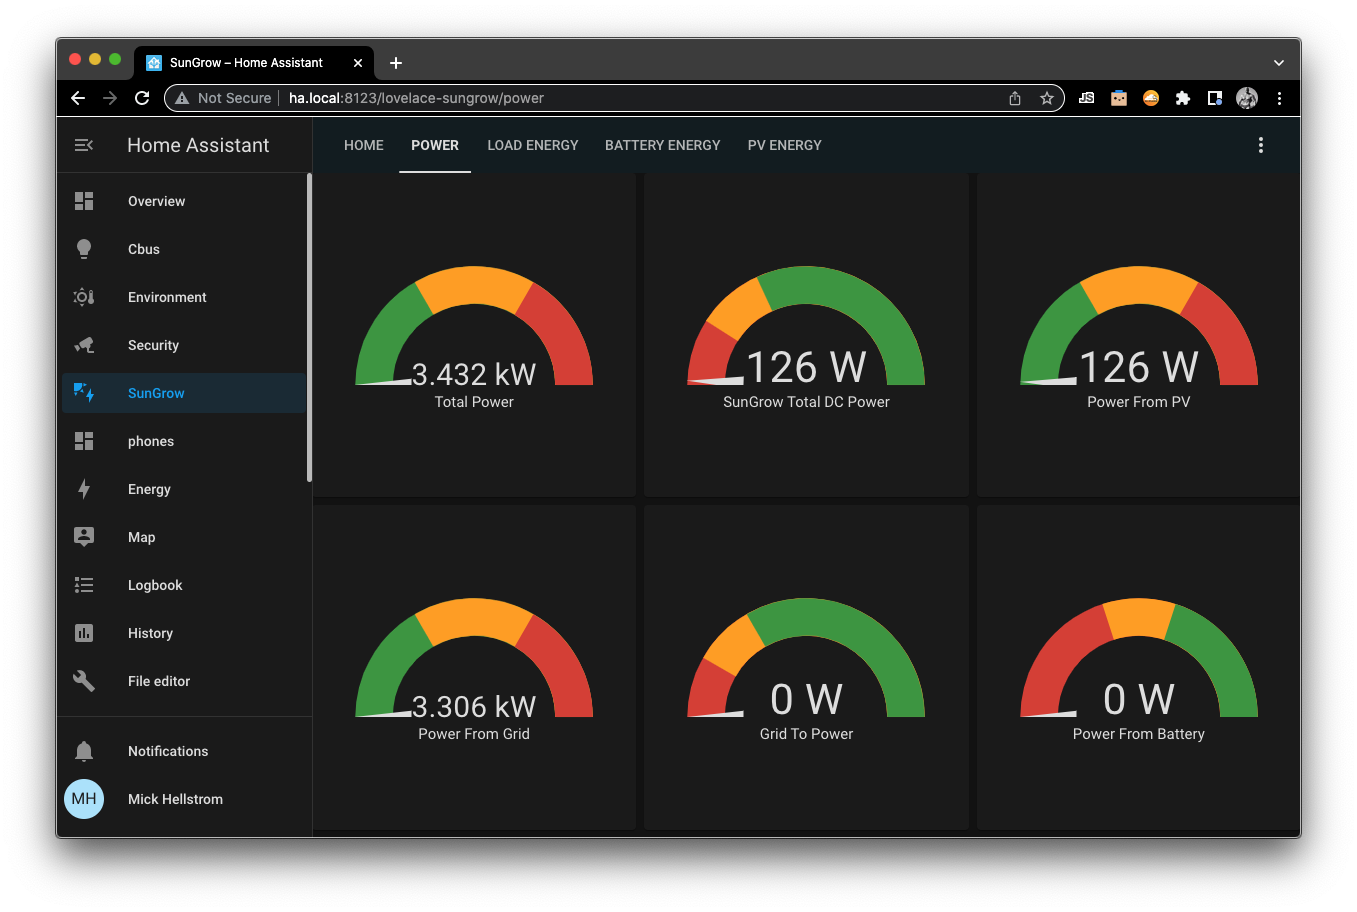 SunGrow – Home Assistant
Not Secure
ha.local:8123/lovelace-sungrow/power
JS
Home Assistant
HOME
POWER
LOAD ENERGY
BATTERY ENERGY
PV ENERGY
Overview
Cbus
Environment
Security
SunGrow
phones
Energy
Map
Logbook
History
File editor
Notifications
MH
Mick Hellstrom
3.432 kW
Total Power
126 W
SunGrow Total DC Power
126 W
Power From PV
3.306 kW
Power From Grid
0 W
Grid To Power
0 W
Power From Battery